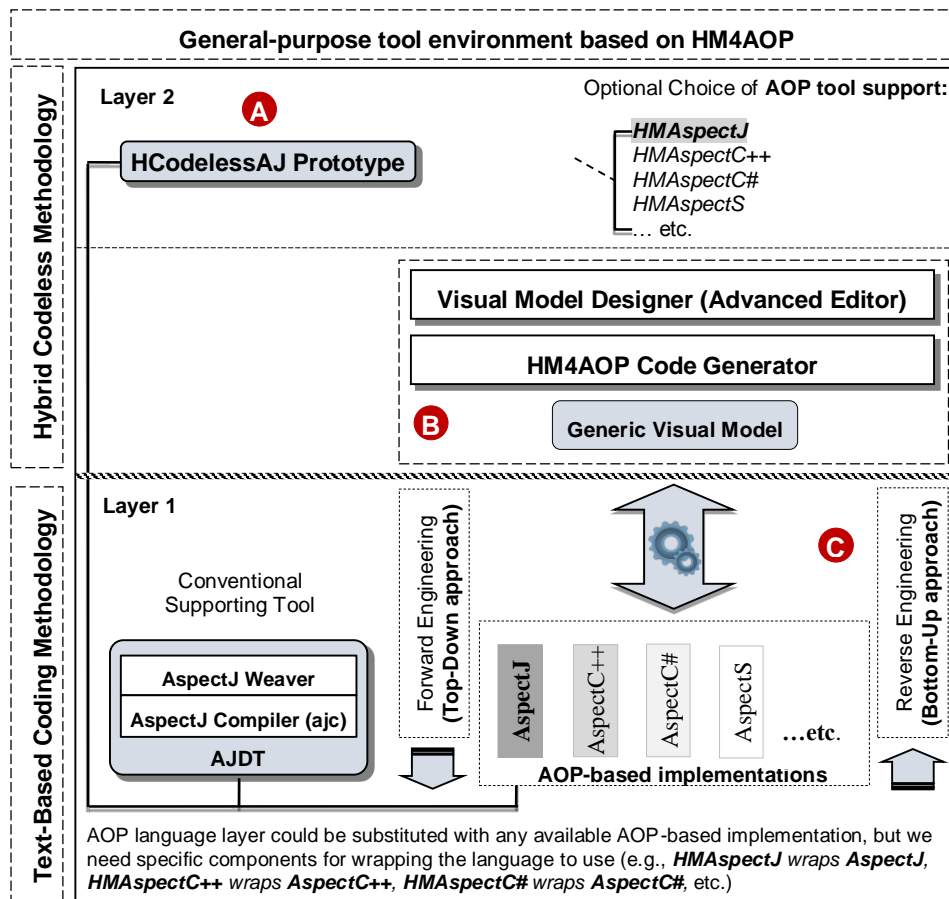 General-purpose tool environment based on HM4AOP
Hybrid Codeless Methodology
Layer 2
A
Optional Choice of AOP tool support:
HCodelessAJ Prototype
HMAspectJ
HMAspectC++
HMAspectC#
HMAspectS
... etc.
Visual Model Designer (Advanced Editor)
HM4AOP Code Generator
B
Generic Visual Model
Text-Based Coding Methodology
Layer 1
Conventional
Supporting Tool
AspectJ Weaver
AspectJ Compiler (ajc)
AJDT
Forward Engineering
(Top-Down approach)
C
Reverse Engineering
(Bottom-Up approach)
AspectJ
AspectC++
AspectC#
AspectS
...etc.
AOP-based implementations
AOP language layer could be substituted with any available AOP-based implementation, but we
need specific components for wrapping the language to use (e.g., HMAspectJ wraps AspectJ,
HMAspectC++ wraps AspectC++, HMAspectC# wraps AspectC#, etc.)